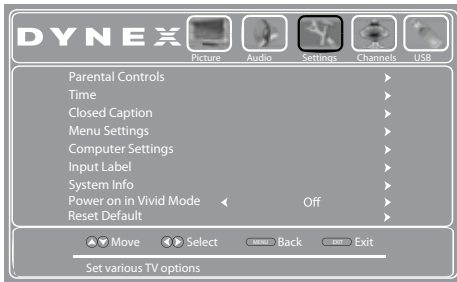 DYNEX
Picture Audio Settings Channels USB
Parental Controls
Time
Closed Caption
Menu Settings
Computer Settings
Input Label
System Info
Power on in Vivid Mode Off
Reset Default
Move Select MENU Back EXIT Exit
Set various TV options